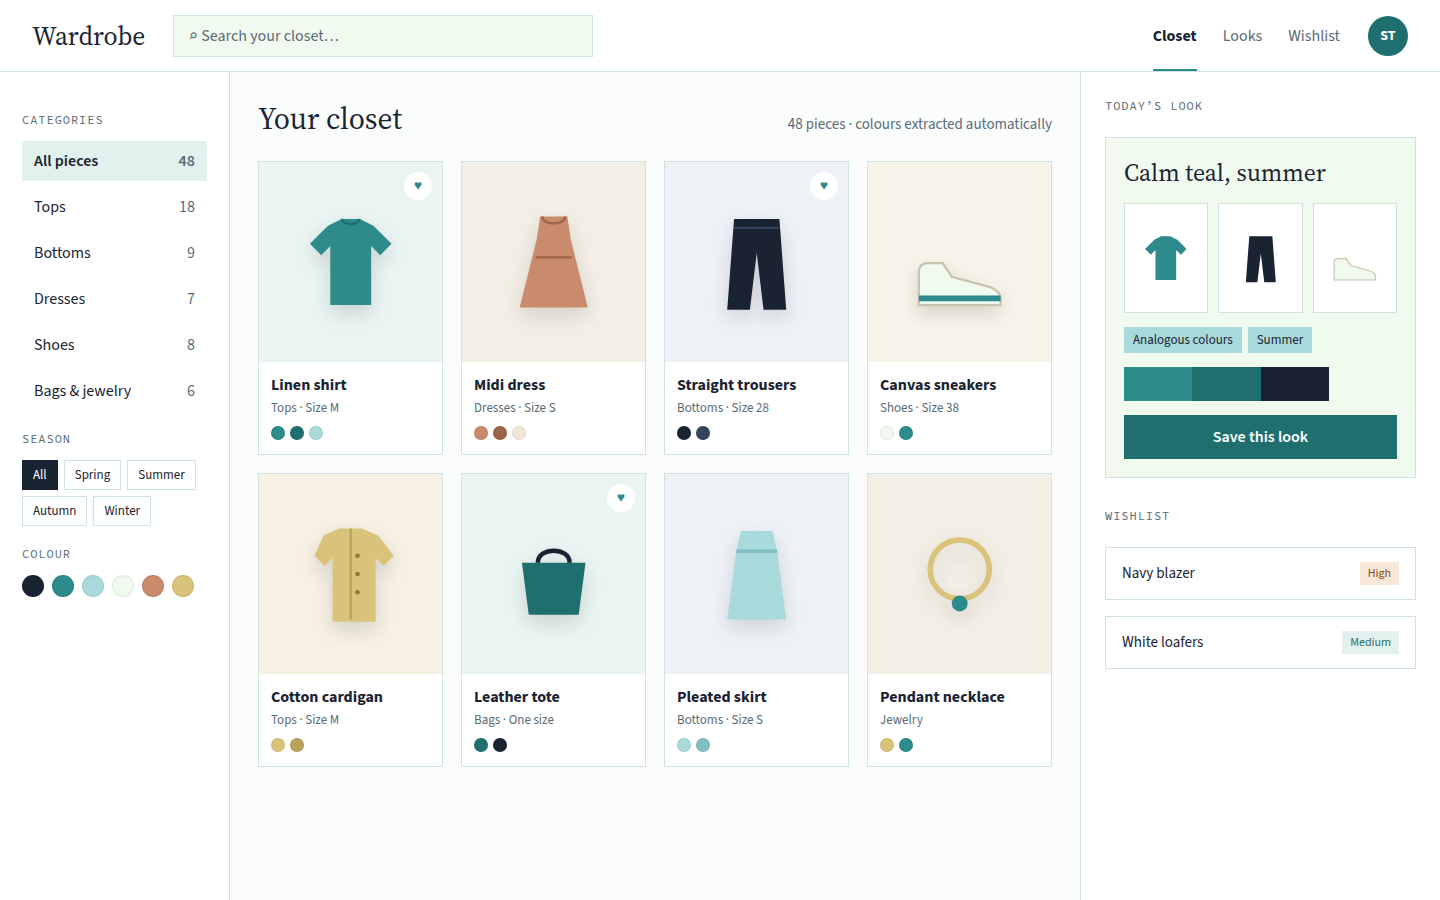 Wardrobe
Search your closet…
Closet
Looks
Wishlist
ST
CATEGORIES
All pieces 48
Tops 18
Bottoms 9
Dresses 7
Shoes 8
Bags & jewelry 6
SEASON
All Spring Summer
Autumn Winter
COLOUR
Your closet
48 pieces · colours extracted automatically
Linen shirt
Tops · Size M
Midi dress
Dresses · Size S
Straight trousers
Bottoms · Size 28
Canvas sneakers
Shoes · Size 38
Cotton cardigan
Tops · Size M
Leather tote
Bags · One size
Pleated skirt
Bottoms · Size S
Pendant necklace
Jewelry
TODAY’S LOOK
Calm teal, summer
Analogous colours Summer
Save this look
WISHLIST
Navy blazer High
White loafers Medium